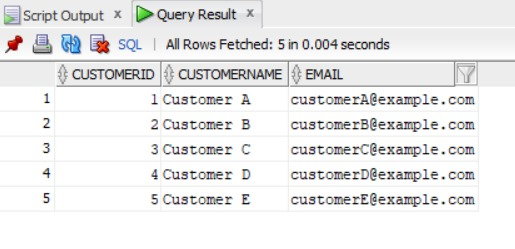 Script Output x Query Result x
SQL | All Rows Fetched: 5 in 0.004 seconds
CUSTOMERID CUSTOMERNAME EMAIL
1 1 Customer A customerA@example.com
2 2 Customer B customerB@example.com
3 3 Customer C customerC@example.com
4 4 Customer D customerD@example.com
5 5 Customer E customerE@example.com